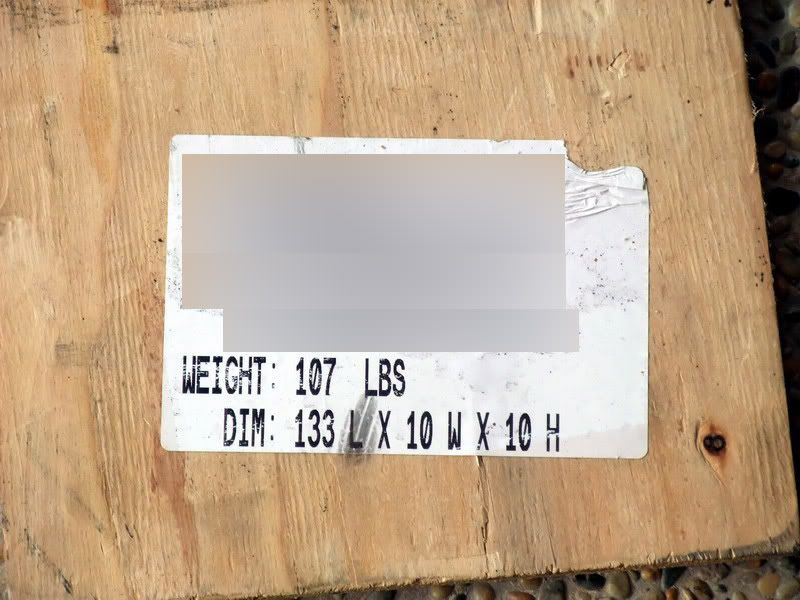 WEIGHT: 107 LBS
DIM: 133 L X 10 W X 10 H